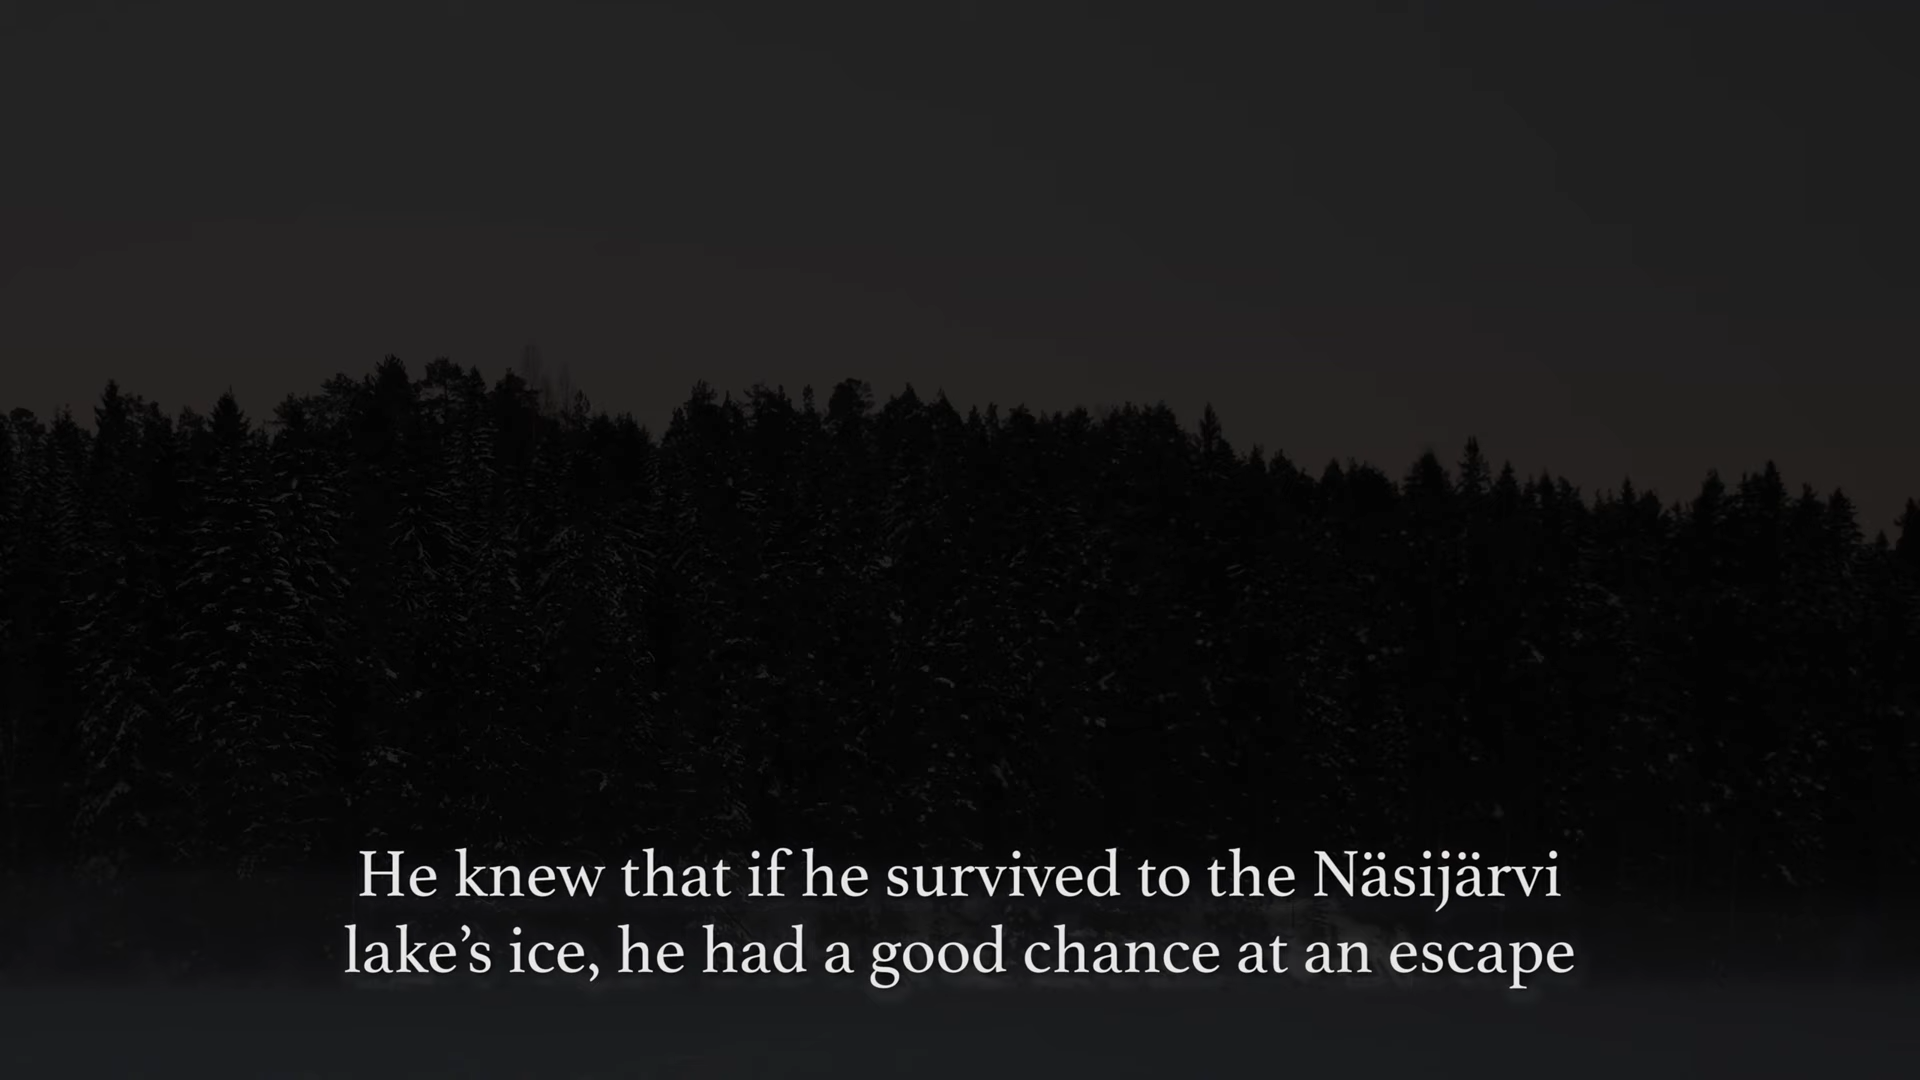 He knew that if he survived to the Näsijärvi
lake’s ice, he had a good chance at an escape